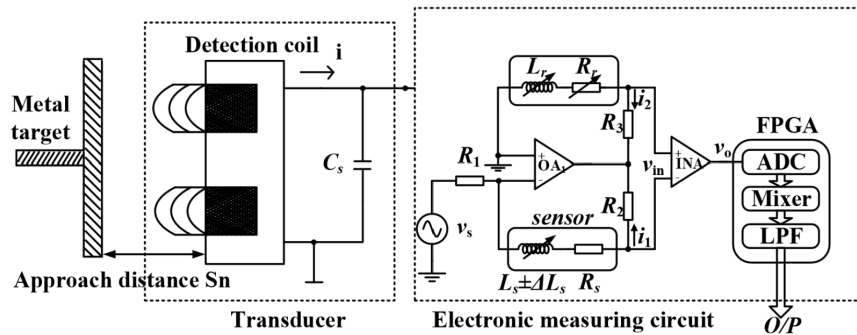 Metal
target
Detection coil
i
Cₛ
Approach distance Sn
Transducer
Lᵣ
Rᵣ
i₂
R₃
R₁
+
OA₁
-
vᵢₙ
+
INA
-
vₒ
FPGA
ADC
Mixer
LPF
O/P
vₛ
R₂
sensor
i₁
Lₛ±ΔLₛ
Rₛ
Electronic measuring circuit